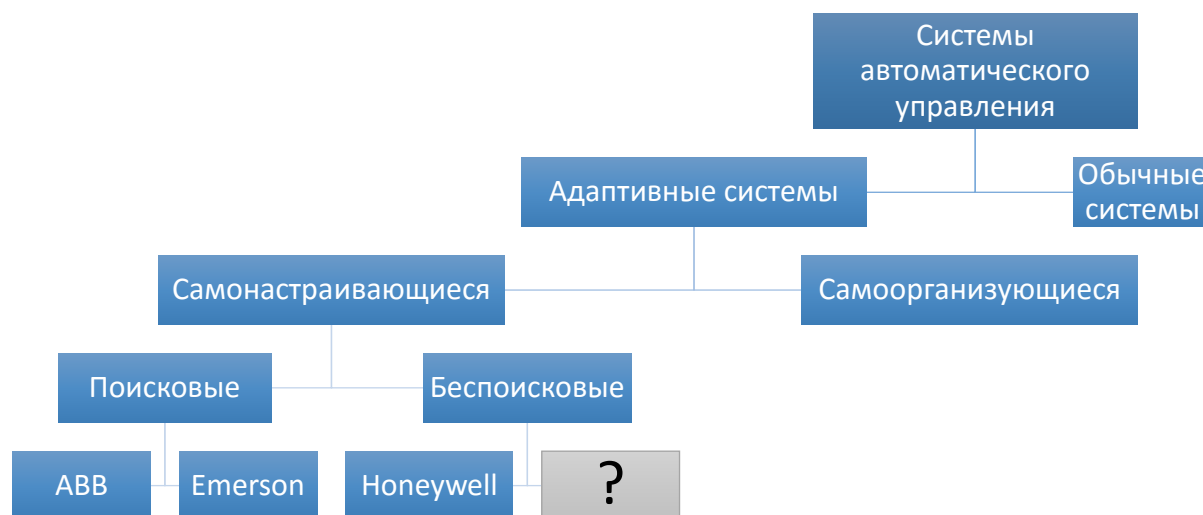 Системы
автоматического
управления
Адаптивные системы
Обычные
системы
Самонастраивающиеся
Самоорганизующиеся
Поисковые
Беспоисковые
ABB
Emerson
Honeywell
?